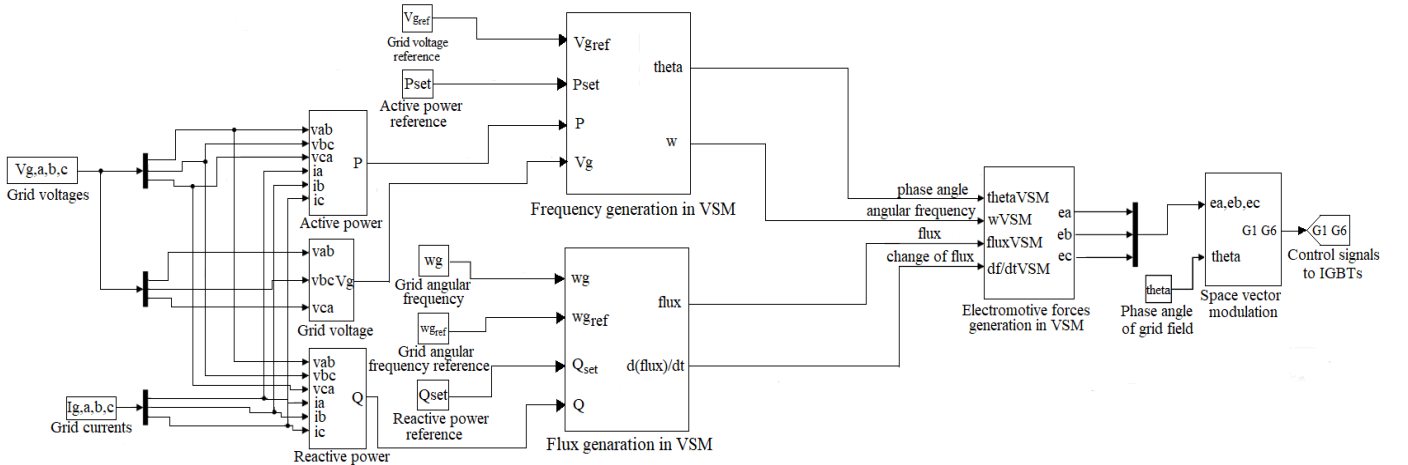 Vgref
Grid voltage
reference
Pset
Active power
reference
Vg,a,b,c
Grid voltages
vab
vbc
vca
ia
ib
ic
P
Active power
Vgref
Pset
P
Vg
theta
w
Frequency generation in VSM
vab
vbc
vca
Vg
Grid voltage
wg
Grid angular
frequency
wgref
Grid angular
frequency reference
Qset
Reactive power
reference
Ig,a,b,c
Grid currents
vab
vbc
vca
ia
ib
ic
Q
Reactive power
wg
wgref
Qset
Q
flux
d(flux)/dt
Flux genaration in VSM
phase angle
angular frequency
flux
change of flux
thetaVSM
wVSM
fluxVSM
df/dtVSM
ea
eb
ec
Electromotive forces
generation in VSM
theta
Phase angle
of grid field
ea,eb,ec
theta
G1 G6
Space vector
modulation
G1 G6
Control signals
to IGBTs